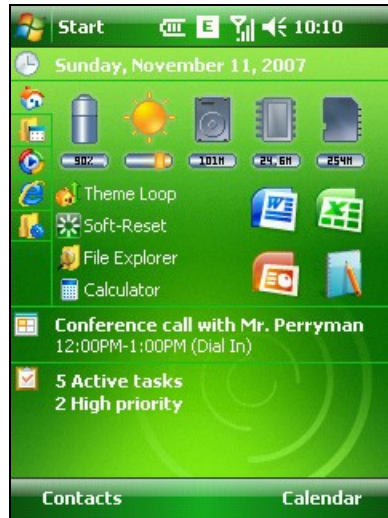 Start E 10:10
Sunday, November 11, 2007
90% 101M 24,6M 254M
Theme Loop
Soft-Reset
File Explorer
Calculator
Conference call with Mr. Perryman
12:00PM-1:00PM (Dial In)
5 Active tasks
2 High priority
Contacts Calendar